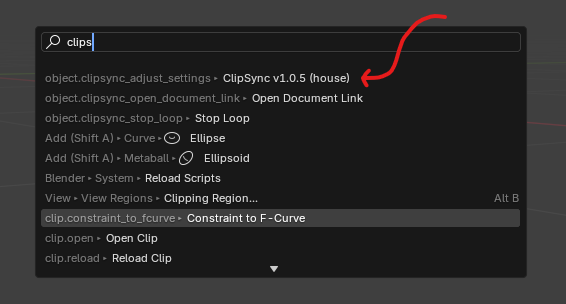 clips
object.clipsync_adjust_settings ▸ ClipSync v1.0.5 (house)
object.clipsync_open_document_link ▸ Open Document Link
object.clipsync_stop_loop ▸ Stop Loop
Add (Shift A) ▸ Curve ▸ Ellipse
Add (Shift A) ▸ Metaball ▸ Ellipsoid
Blender ▸ System ▸ Reload Scripts
View ▸ View Regions ▸ Clipping Region... Alt B
clip.constraint_to_fcurve ▸ Constraint to F-Curve
clip.open ▸ Open Clip
clip.reload ▸ Reload Clip